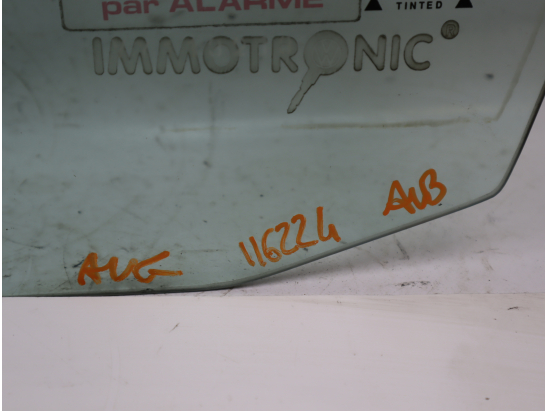 par ALARME
TINTED
IMMOTRONIC ®
AVG 116224 AVB